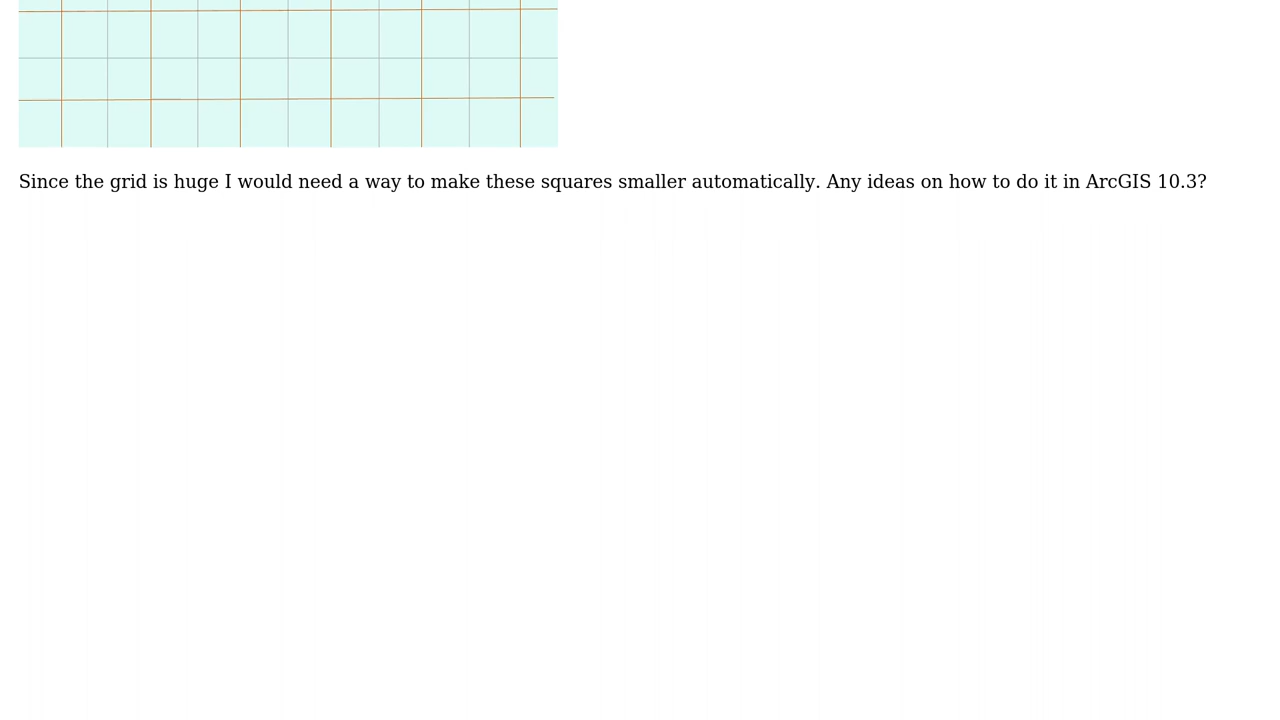 Since the grid is huge I would need a way to make these squares smaller automatically. Any ideas on how to do it in ArcGIS 10.3?